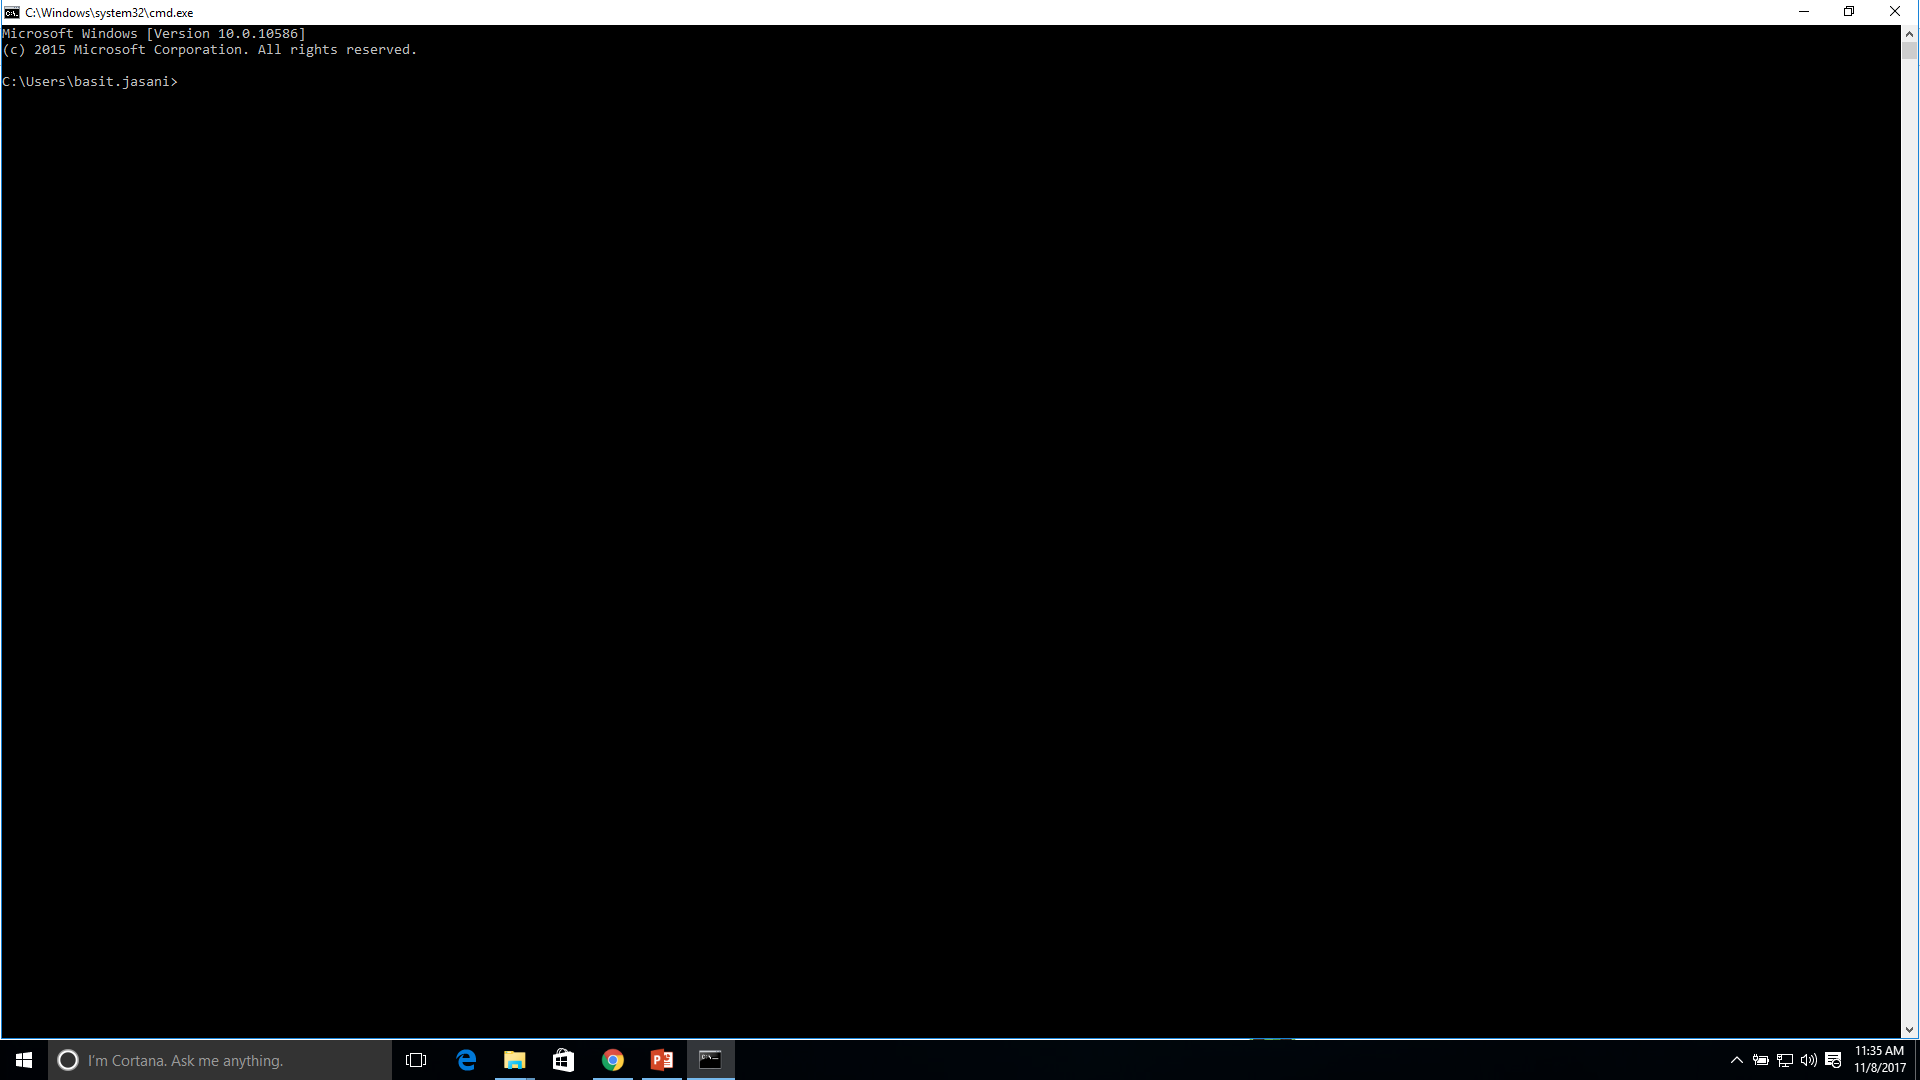 C:\Windows\system32\cmd.exe
Microsoft Windows [Version 10.0.10586]
(c) 2015 Microsoft Corporation. All rights reserved.
C:\Users\basit.jasani>
I'm Cortana. Ask me anything.
11:35 AM
11/8/2017